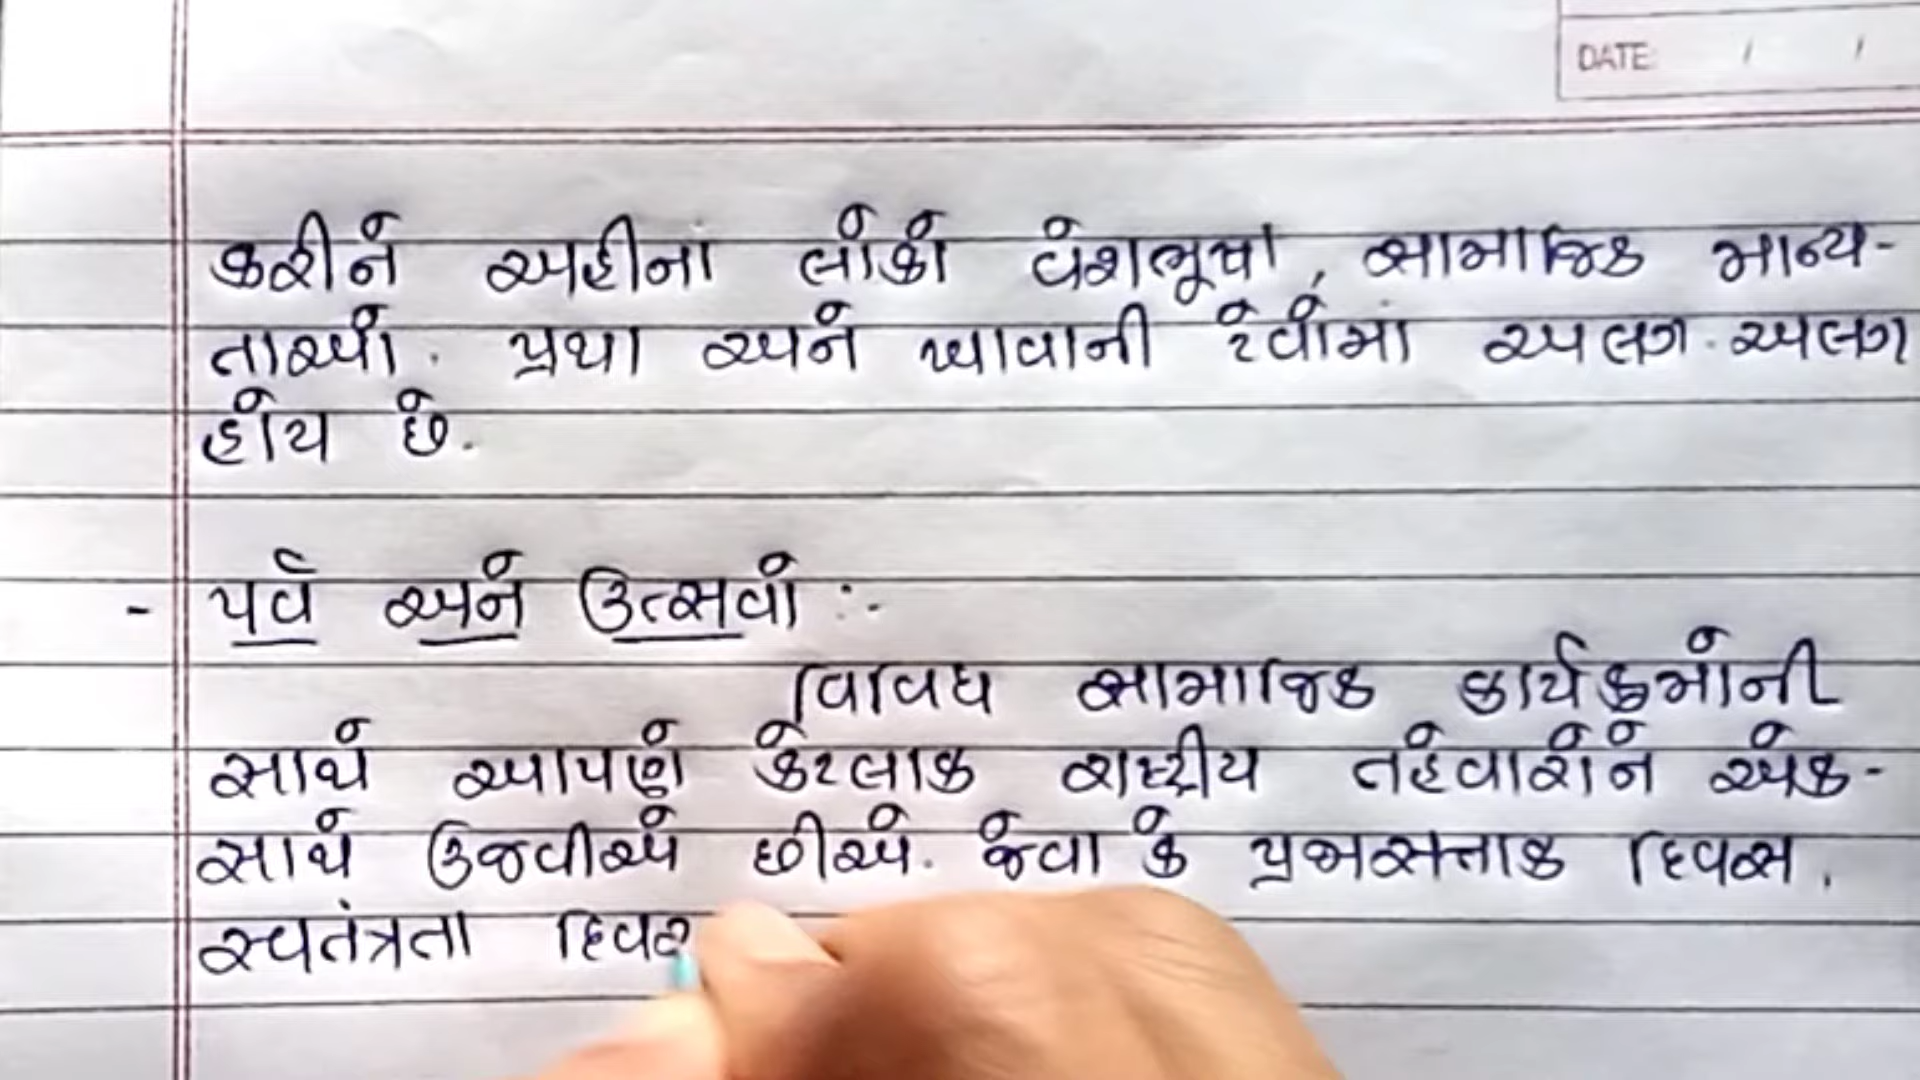 DATE: / /
કરીને અહીના લોકો વેશભૂષા, સામાજિક માન્ય-
તાઓ. પ્રથા અને ખાવાની ટેવોમાં અલગ-અલગ
હોય છે.
- પર્વ અને ઉત્સવો :-
વિવિધ સામાજિક કાર્યક્રમોની
સાથે આપણે કેટલાક રાષ્ટ્રીય તહેવારોને એક-
સાથે ઉજવીએ છીએ. જેવા કે પ્રજાસત્તાક દિવસ,
સ્વતંત્રતા